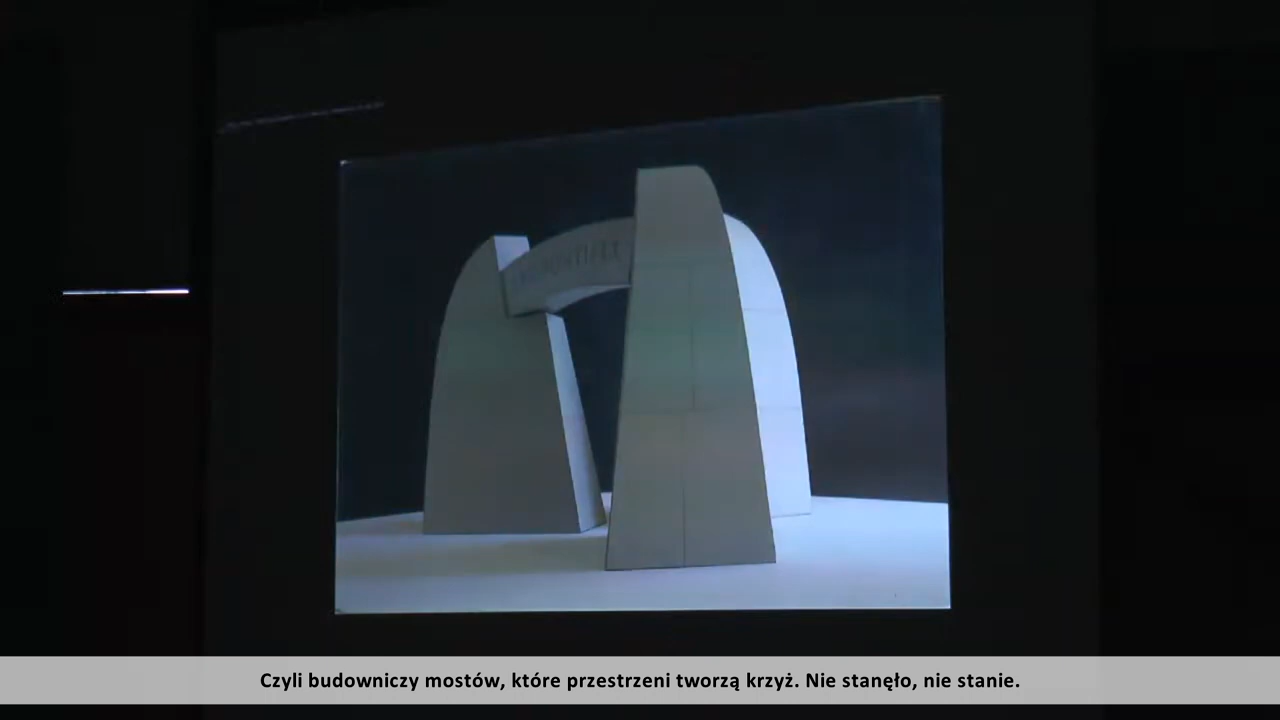 Czyli budowniczy mostów, które przestrzeni tworzą krzyż. Nie stanęło, nie stanie.